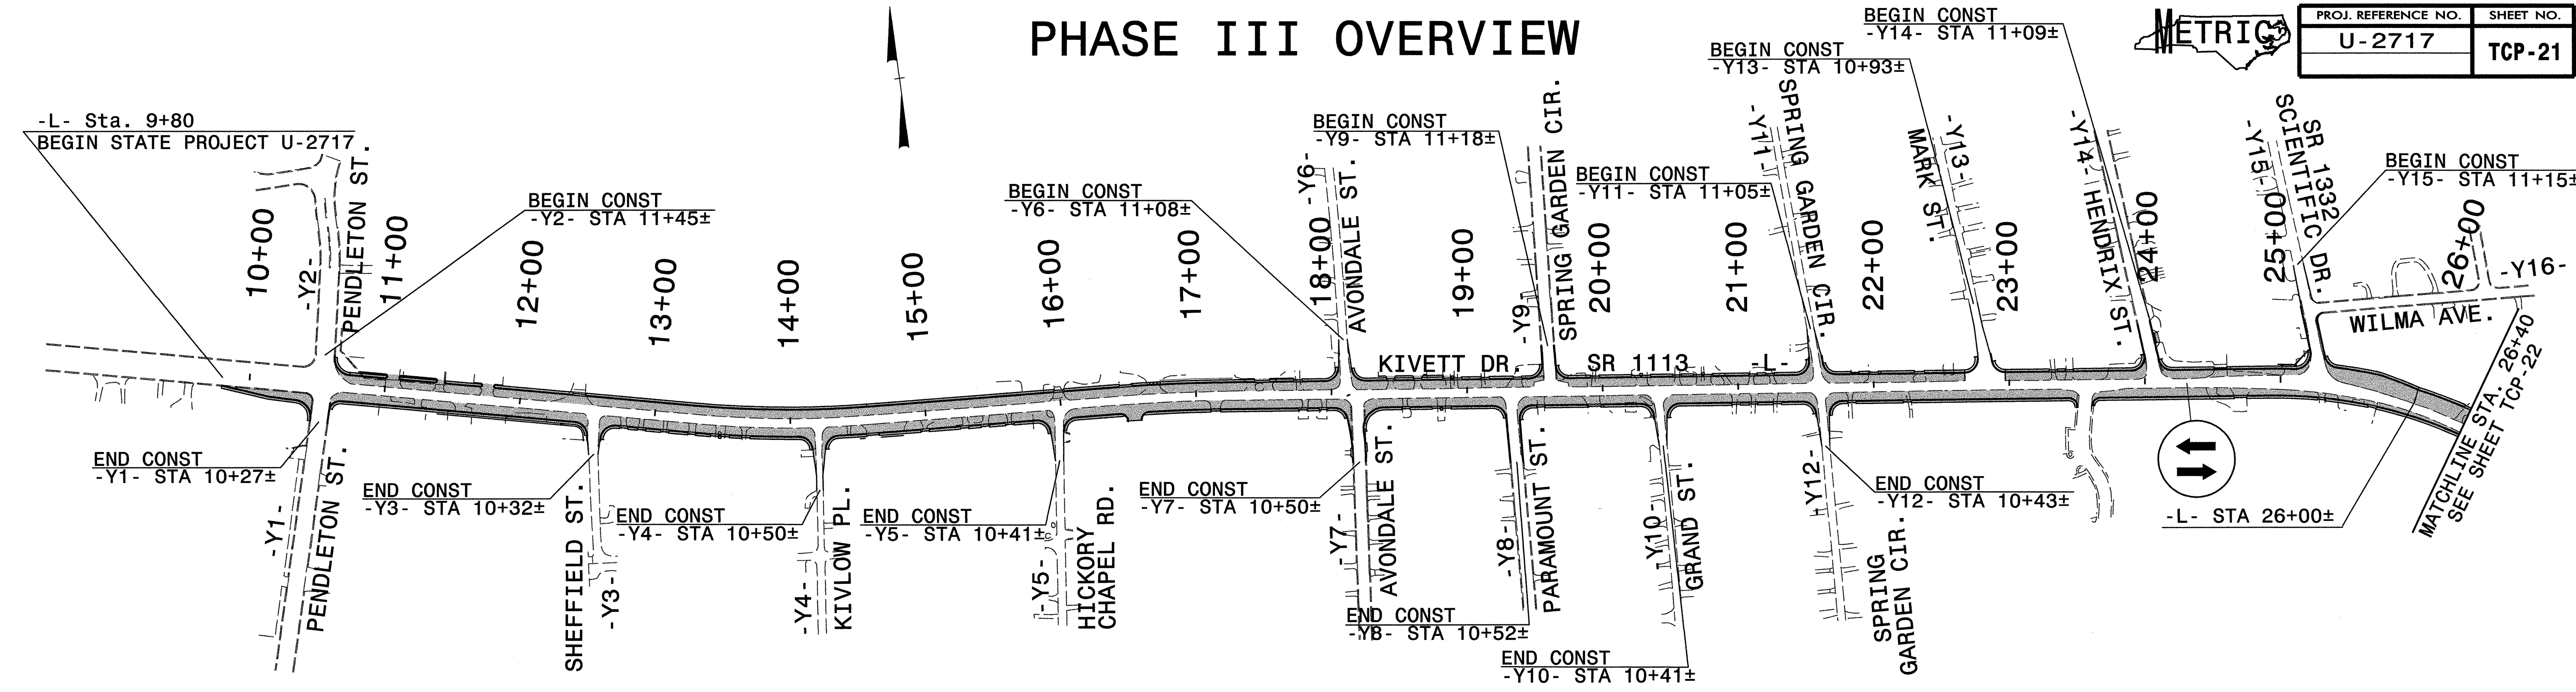 PHASE III OVERVIEW
METRIC
PROJ. REFERENCE NO.
SHEET NO.
U-2717
TCP-21
-L- Sta. 9+80
BEGIN STATE PROJECT U-2717
BEGIN CONST
-Y2- STA 11+45±
BEGIN CONST
-Y6- STA 11+08±
BEGIN CONST
-Y9- STA 11+18±
BEGIN CONST
-Y11- STA 11+05±
BEGIN CONST
-Y13- STA 10+93±
BEGIN CONST
-Y14- STA 11+09±
BEGIN CONST
-Y15- STA 11+15±
10+00
-Y2-
PENDLETON ST.
11+00
12+00
13+00
14+00
15+00
16+00
17+00
18+00
-Y6-
AVONDALE ST.
19+00
-Y9-
SPRING GARDEN CIR.
20+00
21+00
-Y11-
SPRING GARDEN CIR.
22+00
MARK ST.
-Y13-
23+00
-Y14-
HENDRIX ST.
24+00
-Y15-
25+00
SR 1332
SCIENTIFIC DR.
26+00
-Y16-
WILMA AVE.
KIVETT DR.
SR 1113
-L-
MATCHLINE STA. 26+40
SEE SHEET TCP-22
END CONST
-Y1- STA 10+27±
-Y1-
PENDLETON ST.
END CONST
-Y3- STA 10+32±
SHEFFIELD ST.
-Y3-
END CONST
-Y4- STA 10+50±
-Y4-
KIVLOW PL.
END CONST
-Y5- STA 10+41±
-Y5-
HICKORY
CHAPEL RD.
END CONST
-Y7- STA 10+50±
-Y7-
AVONDALE ST.
END CONST
-Y8- STA 10+52±
-Y8-
PARAMOUNT ST.
END CONST
-Y10- STA 10+41±
-Y10-
GRAND ST.
-Y12-
END CONST
-Y12- STA 10+43±
SPRING
GARDEN CIR.
-L- STA 26+00±